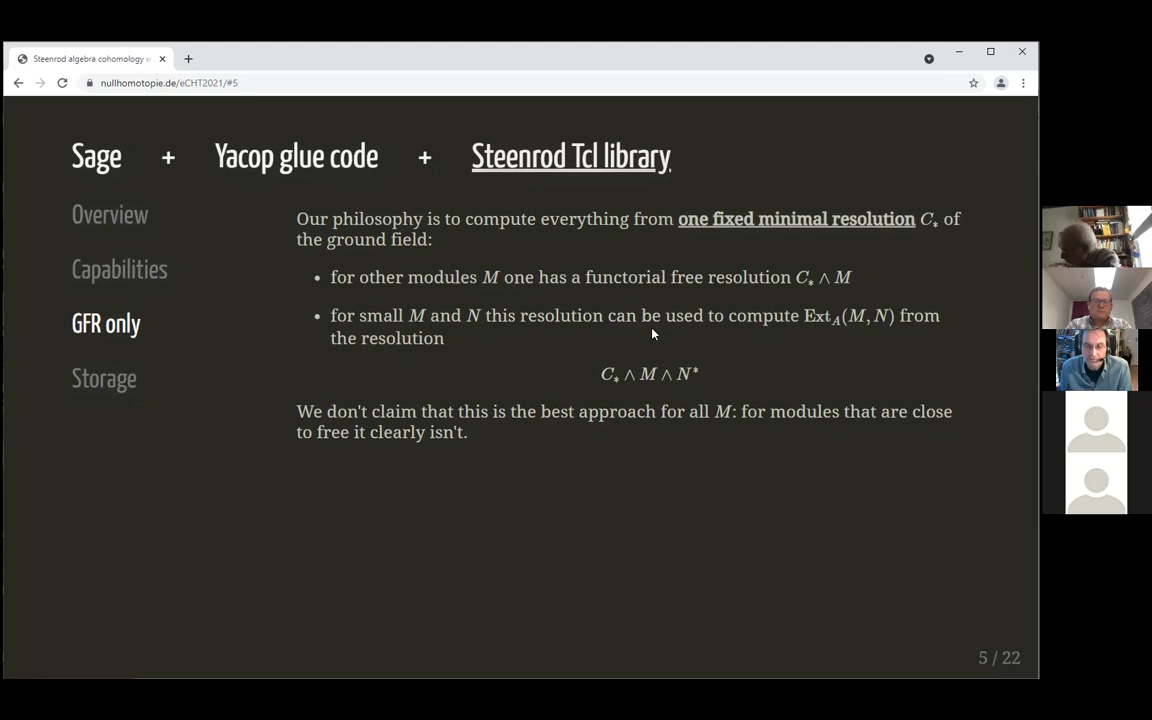 Steenrod algebra cohomology w
nullhomotopie.de/eCHT2021/#5
Sage + Yacop glue code + Steenrod Tcl library
Overview
Capabilities
GFR only
Storage
Our philosophy is to compute everything from one fixed minimal resolution C∗ of
the ground field:
• for other modules M one has a functorial free resolution C∗ ∧ M
• for small M and N this resolution can be used to compute Ext_A(M, N) from
the resolution
C∗ ∧ M ∧ N*
We don't claim that this is the best approach for all M: for modules that are close
to free it clearly isn't.
5 / 22